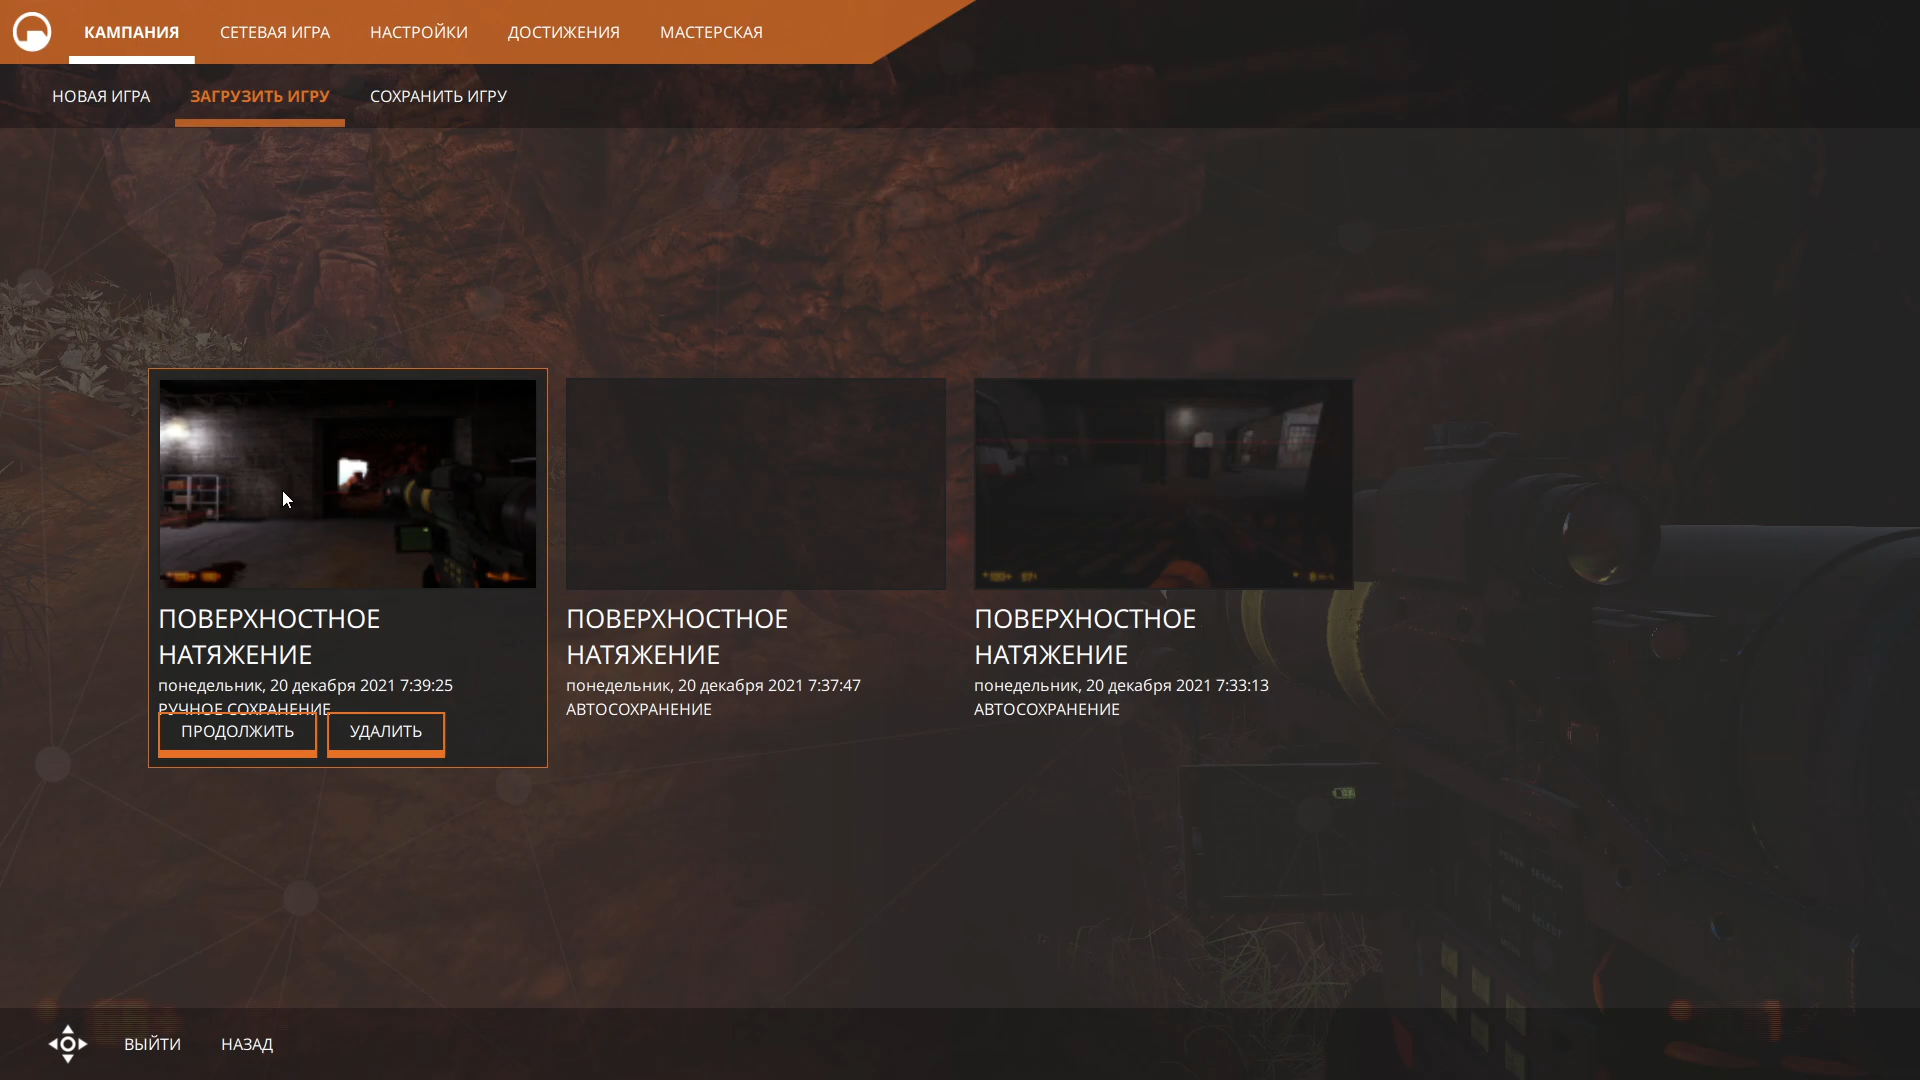 КАМПАНИЯ СЕТЕВАЯ ИГРА НАСТРОЙКИ ДОСТИЖЕНИЯ МАСТЕРСКАЯ
НОВАЯ ИГРА ЗАГРУЗИТЬ ИГРУ СОХРАНИТЬ ИГРУ
ПОВЕРХНОСТНОЕ
НАТЯЖЕНИЕ
понедельник, 20 декабря 2021 7:39:25
РУЧНОЕ СОХРАНЕНИЕ
ПРОДОЛЖИТЬ УДАЛИТЬ
ПОВЕРХНОСТНОЕ
НАТЯЖЕНИЕ
понедельник, 20 декабря 2021 7:37:47
АВТОСОХРАНЕНИЕ
ПОВЕРХНОСТНОЕ
НАТЯЖЕНИЕ
понедельник, 20 декабря 2021 7:33:13
АВТОСОХРАНЕНИЕ
SEARCH
SELECT
ВЫЙТИ НАЗАД